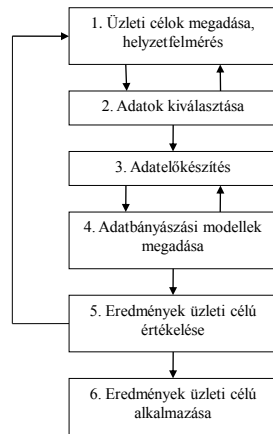 1. Üzleti célok megadása,
helyzetfelmérés
2. Adatok kiválasztása
3. Adatelőkészítés
4. Adatbányászási modellek
megadása
5. Eredmények üzleti célú
értékelése
6. Eredmények üzleti célú
alkalmazása